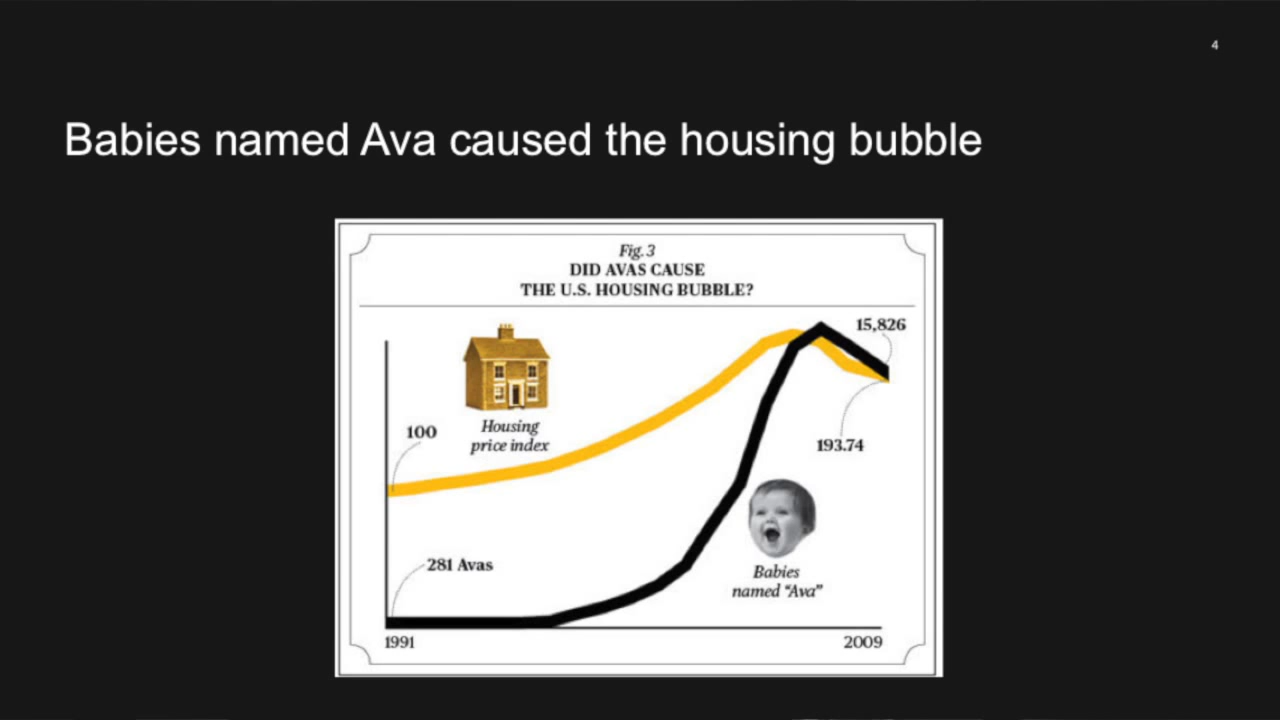 4
Babies named Ava caused the housing bubble
Fig. 3
DID AVAS CAUSE
THE U.S. HOUSING BUBBLE?
15,826
100
Housing
price index
193.74
281 Avas
Babies
named “Ava”
1991
2009